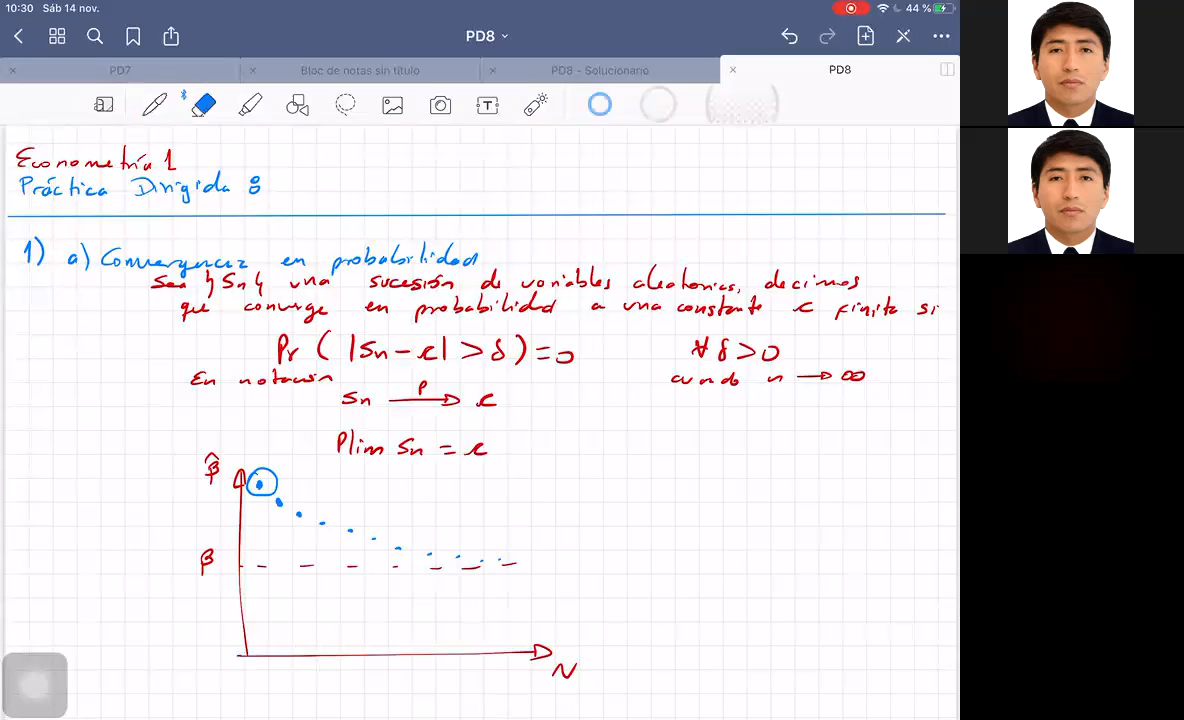 10:30 Sáb 14 nov.
44 %
PD8
PD7
Bloc de notas sin título
PD8 - Solucionario
PD8
Econometría 1
Práctica Dirigida 8
1) a) Convergencia en probabilidad
Sea {Sn} una sucesión de variables aleatorias, decimos
que converge en probabilidad a una constante c finita si
Pr ( |Sn - c| > δ ) = 0 ∀ δ > 0
En notación cuando n → ∞
Sn →p c
Plim Sn = c
β̂
β
N